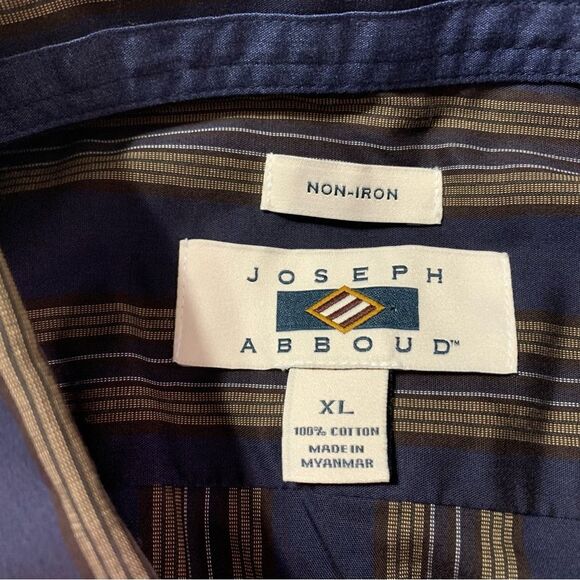 NON-IRON
JOSEPH
ABBOUD™
XL
100% COTTON
MADE IN
MYANMAR